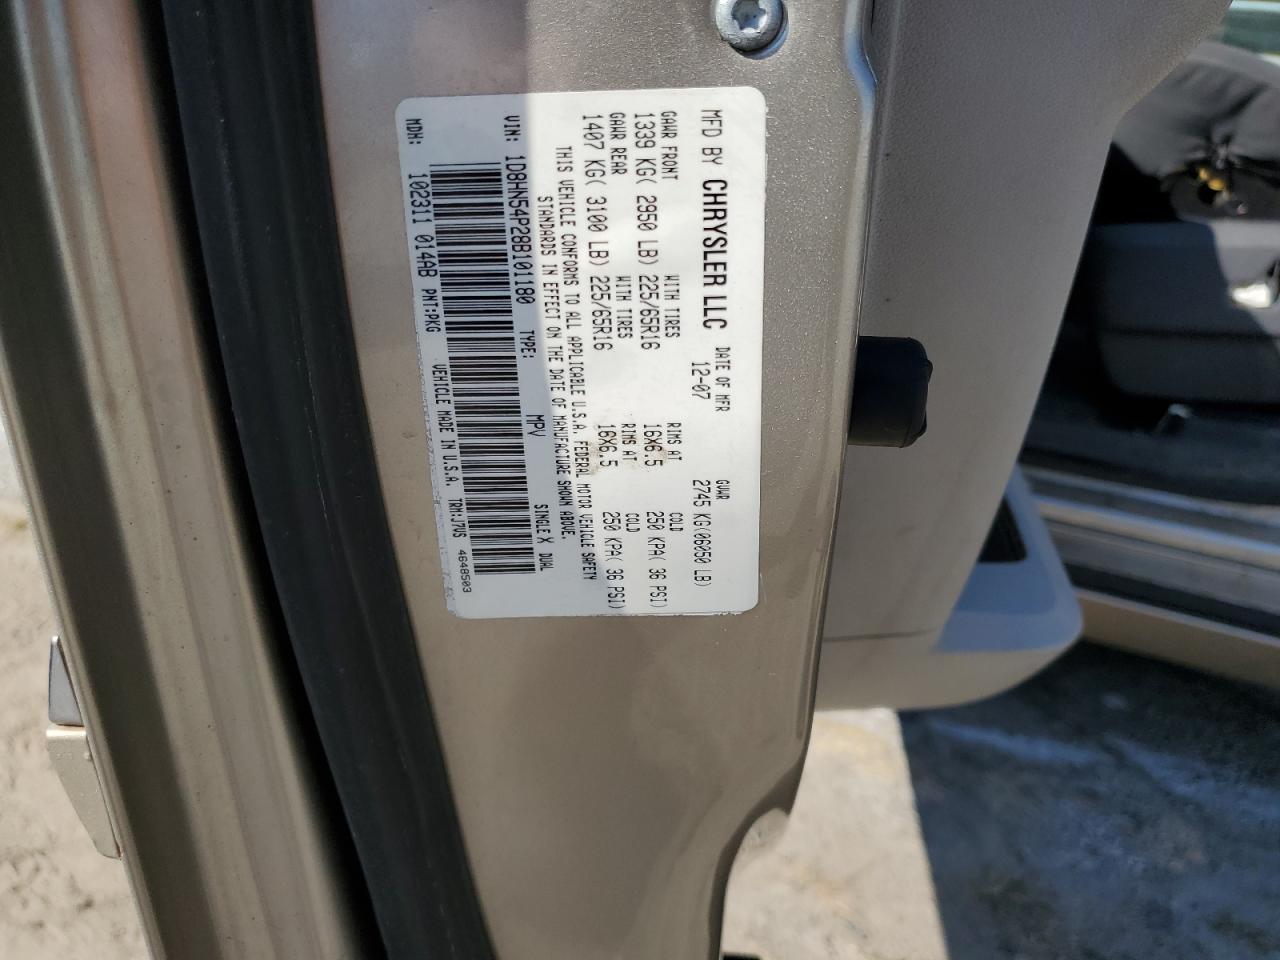 MFD BY CHRYSLER LLC DATE OF MFR 12-07 GVWR 2745 KG(06050 LB)
GAWR FRONT WITH TIRES RIMS AT COLD
1339 KG( 2950 LB) 225/65R16 16X6.5 250 KPA( 36 PSI)
GAWR REAR WITH TIRES RIMS AT COLD
1407 KG( 3100 LB) 225/65R16 16X6.5 250 KPA( 36 PSI)
THIS VEHICLE CONFORMS TO ALL APPLICABLE U.S.A. FEDERAL MOTOR VEHICLE SAFETY
STANDARDS IN EFFECT ON THE DATE OF MANUFACTURE SHOWN ABOVE.
VIN: 1D8HN54P28B101180 TYPE: MPV SINGLE X DUAL
MDH: 102311 014AB PNT:PKG VEHICLE MADE IN U.S.A. TRM:J7VS 4648503